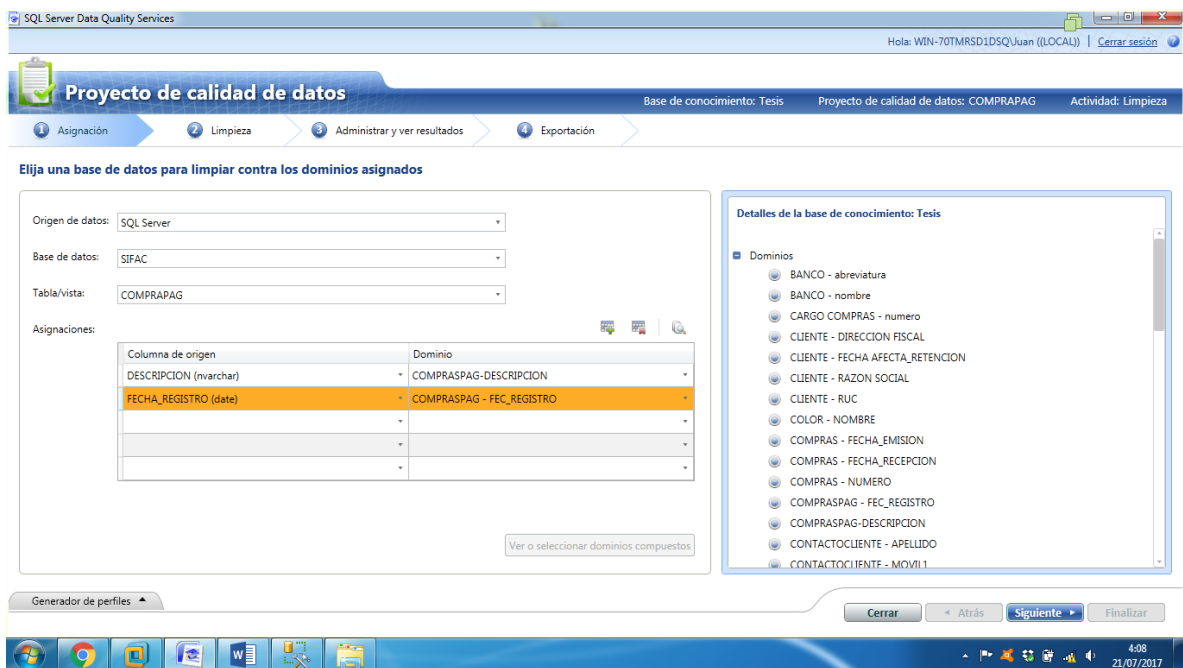 SQL Server Data Quality Services
Hola: WIN-70TMRSD1DSQ\Juan ((LOCAL)) | Cerrar sesión
Proyecto de calidad de datos
Base de conocimiento: Tesis Proyecto de calidad de datos: COMPRAPAG Actividad: Limpieza
1 Asignación 2 Limpieza 3 Administrar y ver resultados 4 Exportación
Elija una base de datos para limpiar contra los dominios asignados
Origen de datos: SQL Server
Base de datos: SIFAC
Tabla/vista: COMPRAPAG
Asignaciones:
Columna de origen Dominio
DESCRIPCION (nvarchar) COMPRASPAG-DESCRIPCION
FECHA_REGISTRO (date) COMPRASPAG - FEC_REGISTRO
Ver o seleccionar dominios compuestos
Detalles de la base de conocimiento: Tesis
Dominios
BANCO - abreviatura
BANCO - nombre
CARGO COMPRAS - numero
CLIENTE - DIRECCION FISCAL
CLIENTE - FECHA AFECTA_RETENCION
CLIENTE - RAZON SOCIAL
CLIENTE - RUC
COLOR - NOMBRE
COMPRAS - FECHA_EMISION
COMPRAS - FECHA_RECEPCION
COMPRAS - NUMERO
COMPRASPAG - FEC_REGISTRO
COMPRASPAG-DESCRIPCION
CONTACTOCLIENTE - APELLIDO
CONTACTOCLIENTE - MOVIL1
Generador de perfiles
Cerrar Atrás Siguiente Finalizar
4:08
21/07/2017